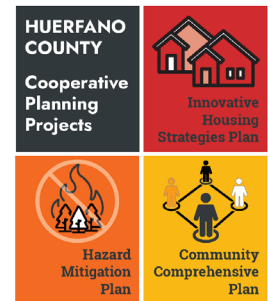 HUERFANO
COUNTY
Cooperative
Planning
Projects
Innovative
Housing
Strategies Plan
Hazard
Mitigation
Plan
Community
Comprehensive
Plan